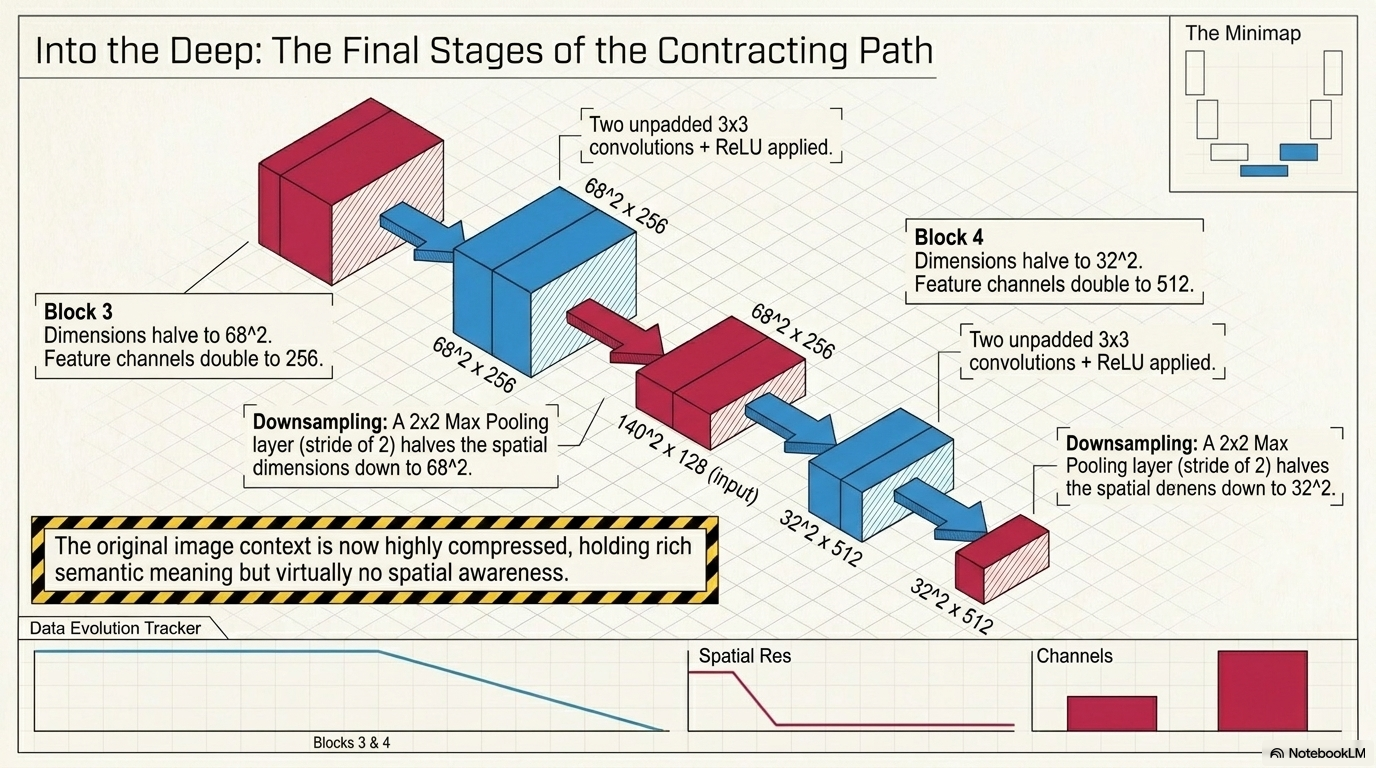 Into the Deep: The Final Stages of the Contracting Path
The Minimap
Two unpadded 3x3
convolutions + ReLU applied.
68^2 x 256
Block 4
Dimensions halve to 32^2.
Feature channels double to 512.
Block 3
Dimensions halve to 68^2.
Feature channels double to 256.
68^2 x 256
68^2 x 256
Two unpadded 3x3
convolutions + ReLU applied.
Downsampling: A 2x2 Max Pooling
layer (stride of 2) halves the spatial
dimensions down to 68^2.
140^2 x 128 (input)
Downsampling: A 2x2 Max
Pooling layer (stride of 2) halves
the spatial denens down to 32^2.
32^2 x 512
32^2 x 512
The original image context is now highly compressed, holding rich
semantic meaning but virtually no spatial awareness.
Data Evolution Tracker
Blocks 3 & 4
Spatial Res
Channels
NotebookLM